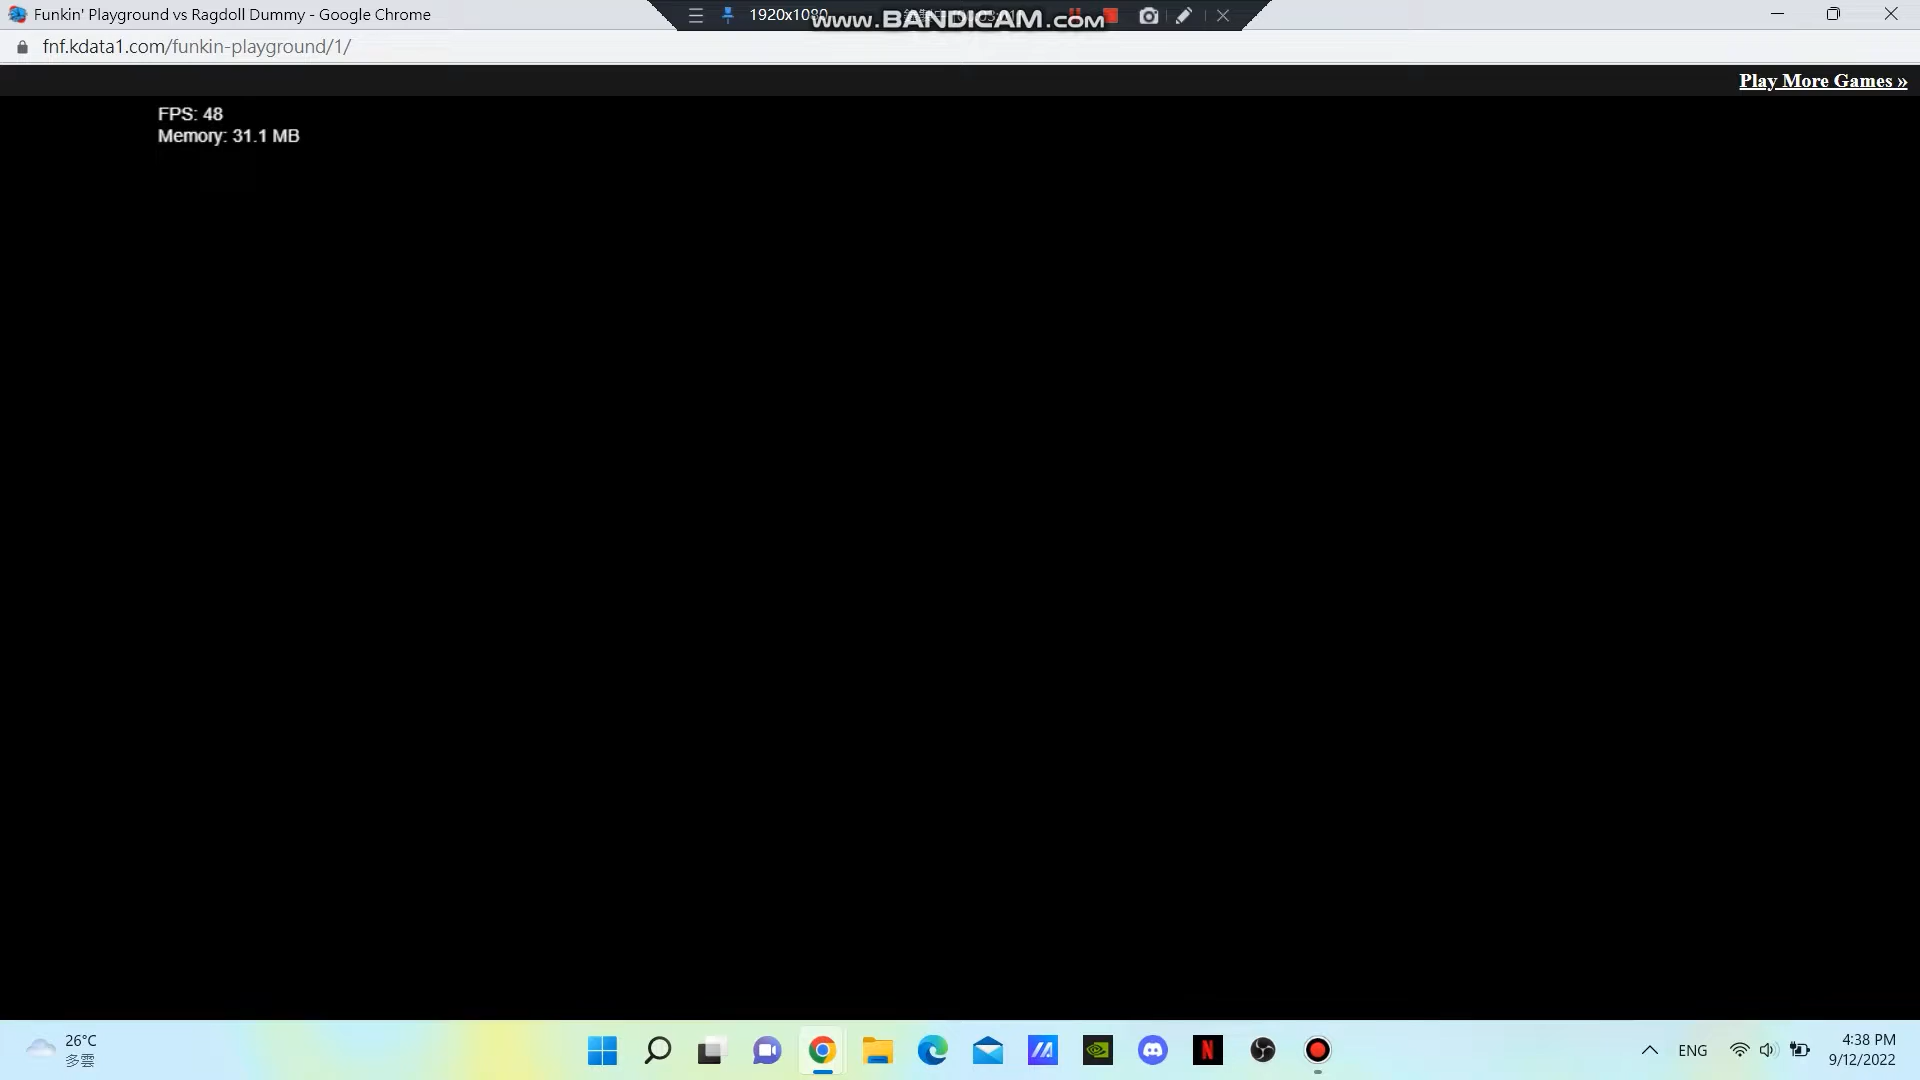 Funkin' Playground vs Ragdoll Dummy - Google Chrome
1920x1080
www.BANDICAM.com
fnf.kdata1.com/funkin-playground/1/
Play More Games »
FPS: 48
Memory: 31.1 MB
26°C
多雲
ENG
4:38 PM
9/12/2022